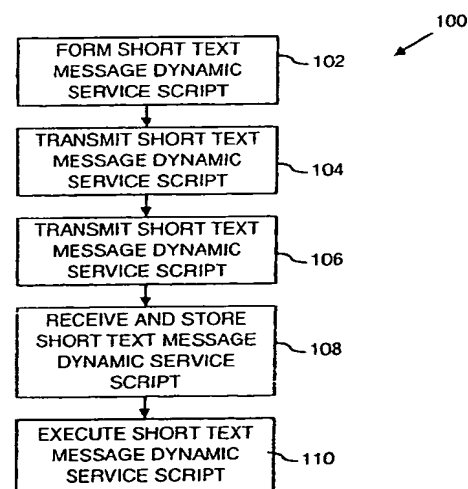 100
FORM SHORT TEXT
MESSAGE DYNAMIC
SERVICE SCRIPT
102
TRANSMIT SHORT TEXT
MESSAGE DYNAMIC
SERVICE SCRIPT
104
TRANSMIT SHORT TEXT
MESSAGE DYNAMIC
SERVICE SCRIPT
106
RECEIVE AND STORE
SHORT TEXT MESSAGE
DYNAMIC SERVICE
SCRIPT
108
EXECUTE SHORT TEXT
MESSAGE DYNAMIC
SERVICE SCRIPT
110